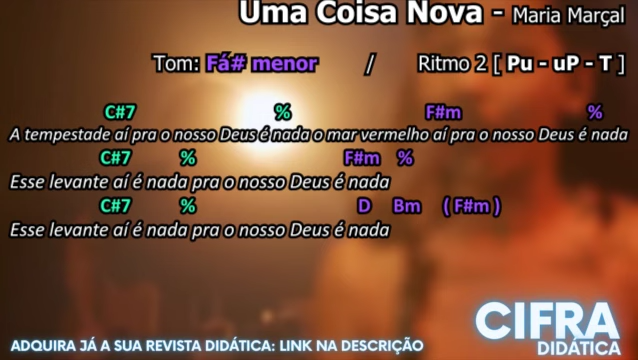 Uma Coisa Nova - Maria Marçal
Tom: Fá# menor / Ritmo 2 [ Pu - uP - T ]
C#7 % F#m %
A tempestade aí pra o nosso Deus é nada o mar vermelho aí pra o nosso Deus é nada
C#7 % F#m %
Esse levante aí é nada pra o nosso Deus é nada
C#7 % D Bm ( F#m )
Esse levante aí é nada pra o nosso Deus é nada
CIFRA
DIDÁTICA
ADQUIRA JÁ A SUA REVISTA DIDÁTICA: LINK NA DESCRIÇÃO